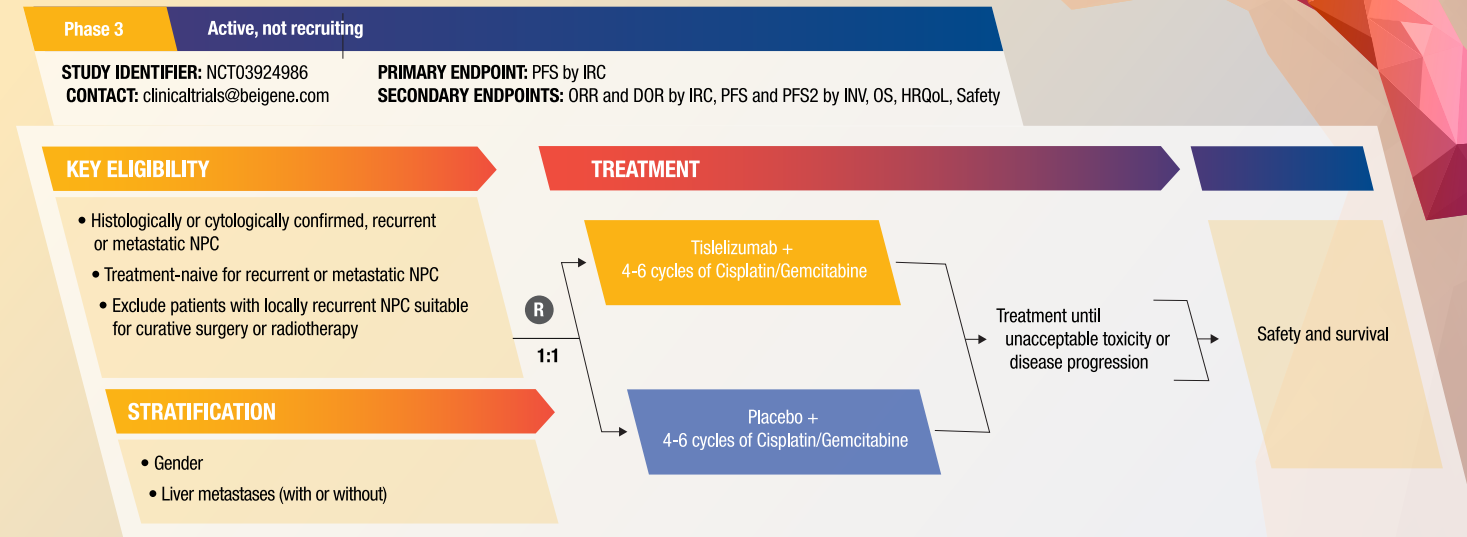 Phase 3
Active, not recruiting
STUDY IDENTIFIER: NCT03924986
CONTACT: clinicaltrials@beigene.com
PRIMARY ENDPOINT: PFS by IRC
SECONDARY ENDPOINTS: ORR and DOR by IRC, PFS and PFS2 by INV, OS, HRQoL, Safety
KEY ELIGIBILITY
• Histologically or cytologically confirmed, recurrent
or metastatic NPC
• Treatment-naive for recurrent or metastatic NPC
• Exclude patients with locally recurrent NPC suitable
for curative surgery or radiotherapy
STRATIFICATION
• Gender
• Liver metastases (with or without)
R
1:1
TREATMENT
Tislelizumab +
4-6 cycles of Cisplatin/Gemcitabine
Placebo +
4-6 cycles of Cisplatin/Gemcitabine
Treatment until
unacceptable toxicity or
disease progression
Safety and survival